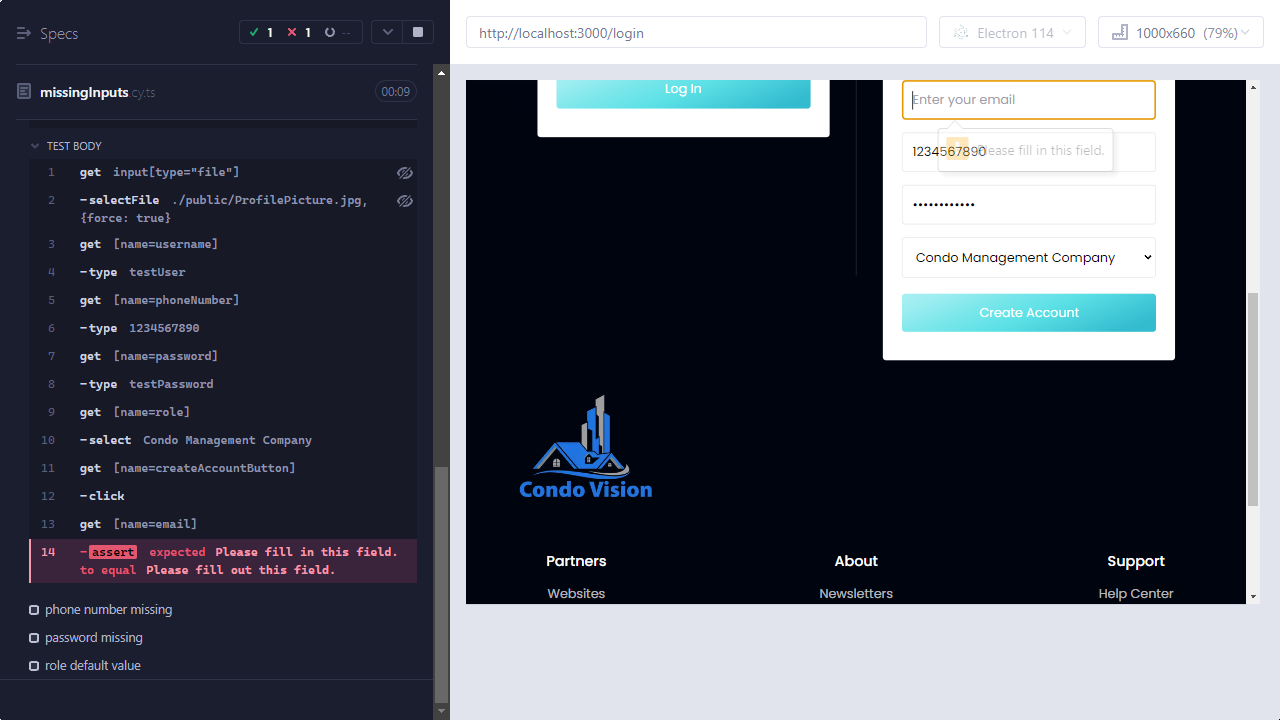 Specs
1
1
--
missingInputs cy.ts
00:09
TEST BODY
1 get input[type="file"]
2 -selectFile ./public/ProfilePicture.jpg,
{force: true}
3 get [name=username]
4 -type testUser
5 get [name=phoneNumber]
6 -type 1234567890
7 get [name=password]
8 -type testPassword
9 get [name=role]
10 -select Condo Management Company
11 get [name=createAccountButton]
12 -click
13 get [name=email]
14 -assert expected Please fill in this field.
to equal Please fill out this field.
phone number missing
password missing
role default value
http://localhost:3000/login
Electron 114
1000x660 (79%)
Log In
Enter your email
1234567890
Please fill in this field.
••••••••••••
Condo Management Company
Create Account
Condo Vision
Partners
About
Support
Websites
Newsletters
Help Center